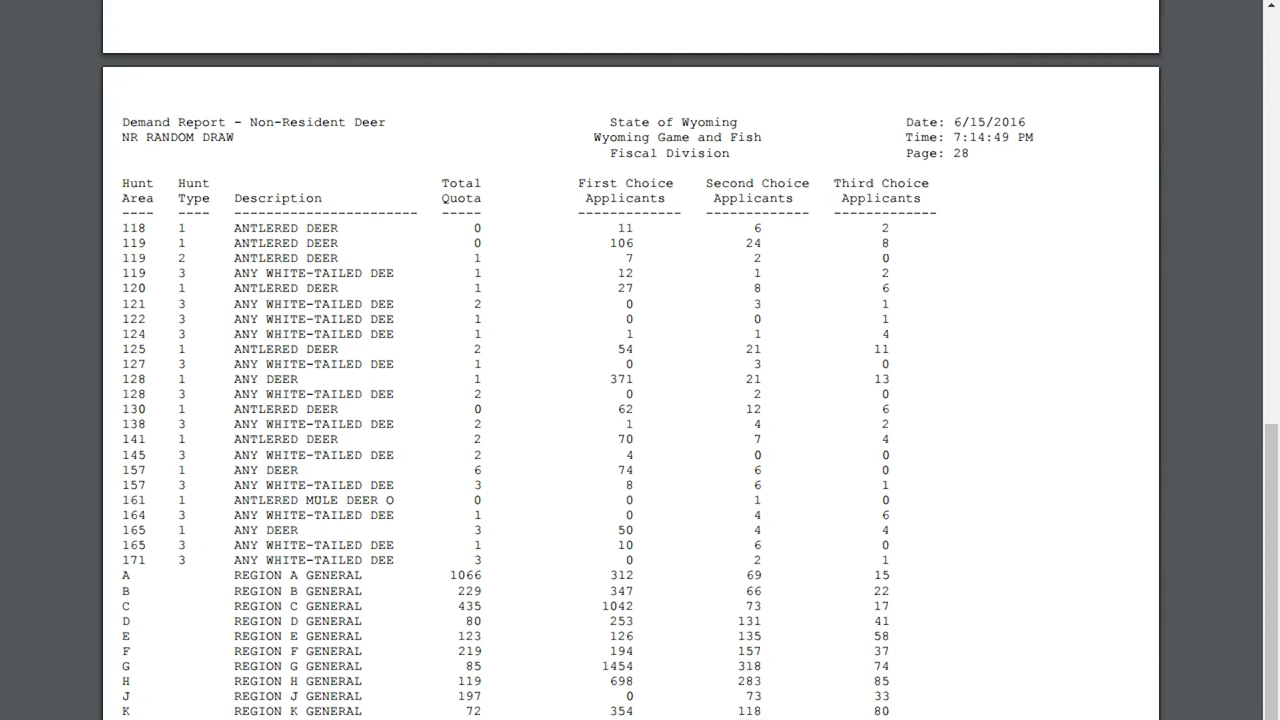 Demand Report - Non-Resident Deer State of Wyoming Date: 6/15/2016
NR RANDOM DRAW Wyoming Game and Fish Time: 7:14:49 PM
Fiscal Division Page: 28
Hunt Hunt Total First Choice Second Choice Third Choice
Area Type Description Quota Applicants Applicants Applicants
---- ---- ----------------------- ----- ------------- ------------- -------------
118 1 ANTLERED DEER 0 11 6 2
119 1 ANTLERED DEER 0 106 24 8
119 2 ANTLERED DEER 1 7 2 0
119 3 ANY WHITE-TAILED DEE 1 12 1 2
120 1 ANTLERED DEER 1 27 8 6
121 3 ANY WHITE-TAILED DEE 2 0 3 1
122 3 ANY WHITE-TAILED DEE 1 0 0 1
124 3 ANY WHITE-TAILED DEE 1 1 1 4
125 1 ANTLERED DEER 2 54 21 11
127 3 ANY WHITE-TAILED DEE 1 0 3 0
128 1 ANY DEER 1 371 21 13
128 3 ANY WHITE-TAILED DEE 2 0 2 0
130 1 ANTLERED DEER 0 62 12 6
138 3 ANY WHITE-TAILED DEE 2 1 4 2
141 1 ANTLERED DEER 2 70 7 4
145 3 ANY WHITE-TAILED DEE 2 4 0 0
157 1 ANY DEER 6 74 6 0
157 3 ANY WHITE-TAILED DEE 3 8 6 1
161 1 ANTLERED MULE DEER O 0 0 1 0
164 3 ANY WHITE-TAILED DEE 1 0 4 6
165 1 ANY DEER 3 50 4 4
165 3 ANY WHITE-TAILED DEE 1 10 6 0
171 3 ANY WHITE-TAILED DEE 3 0 2 1
A REGION A GENERAL 1066 312 69 15
B REGION B GENERAL 229 347 66 22
C REGION C GENERAL 435 1042 73 17
D REGION D GENERAL 80 253 131 41
E REGION E GENERAL 123 126 135 58
F REGION F GENERAL 219 194 157 37
G REGION G GENERAL 85 1454 318 74
H REGION H GENERAL 119 698 283 85
J REGION J GENERAL 197 0 73 33
K REGION K GENERAL 72 354 118 80